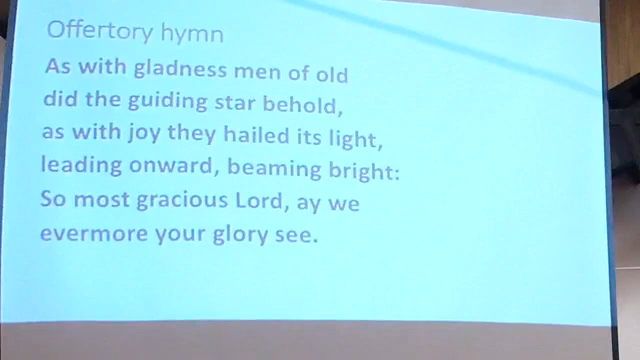 Offertory hymn
As with gladness men of old
did the guiding star behold,
as with joy they hailed its light,
leading onward, beaming bright:
So most gracious Lord, ay we
evermore your glory see.